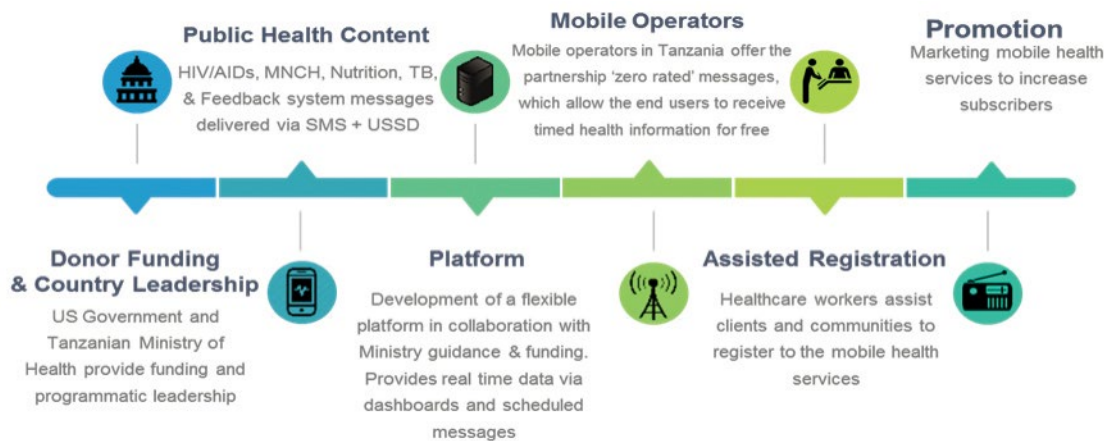 Public Health Content
HIV/AIDs, MNCH, Nutrition, TB,
& Feedback system messages
delivered via SMS + USSD
Mobile Operators
Mobile operators in Tanzania offer the
partnership ‘zero rated’ messages,
which allow the end users to receive
timed health information for free
Promotion
Marketing mobile health
services to increase
subscribers
Donor Funding
& Country Leadership
US Government and
Tanzanian Ministry of
Health provide funding and
programmatic leadership
Platform
Development of a flexible
platform in collaboration with
Ministry guidance & funding.
Provides real time data via
dashboards and scheduled
messages
Assisted Registration
Healthcare workers assist
clients and communities to
register to the mobile health
services